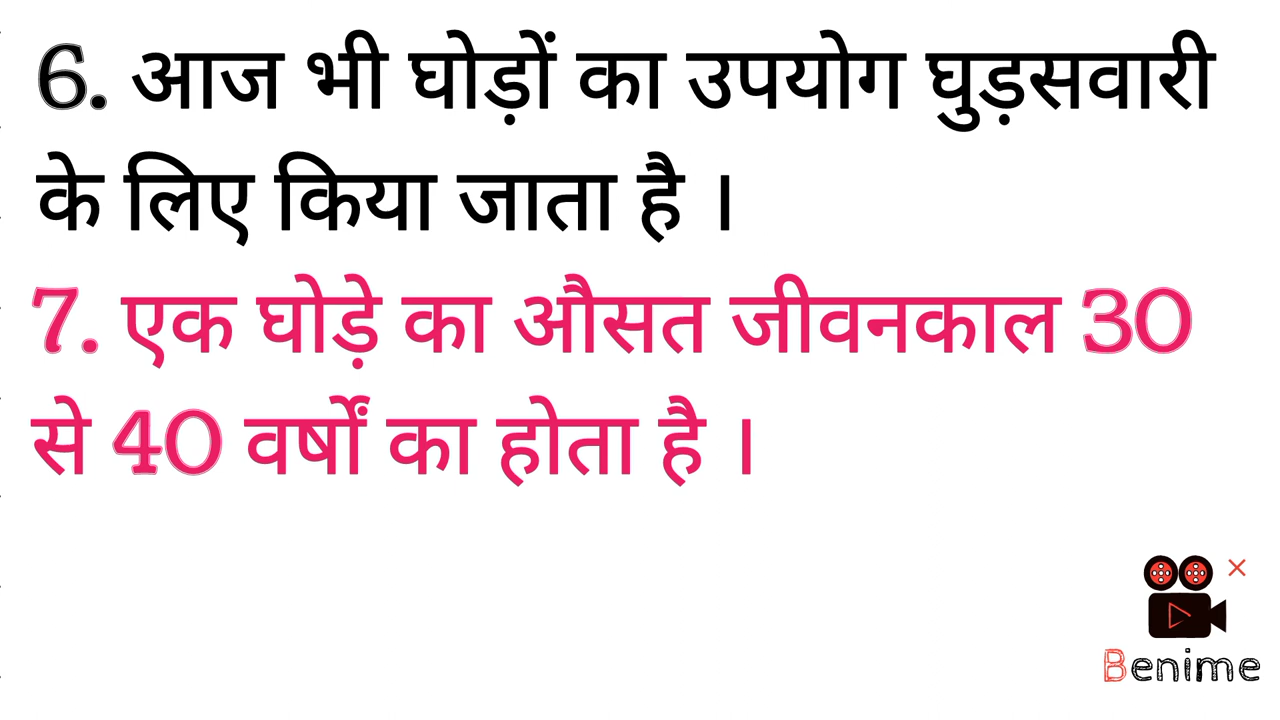 6. आज भी घोड़ों का उपयोग घुड़सवारी
के लिए किया जाता है ।
7. एक घोड़े का औसत जीवनकाल 30
से 40 वर्षों का होता है ।
Benime